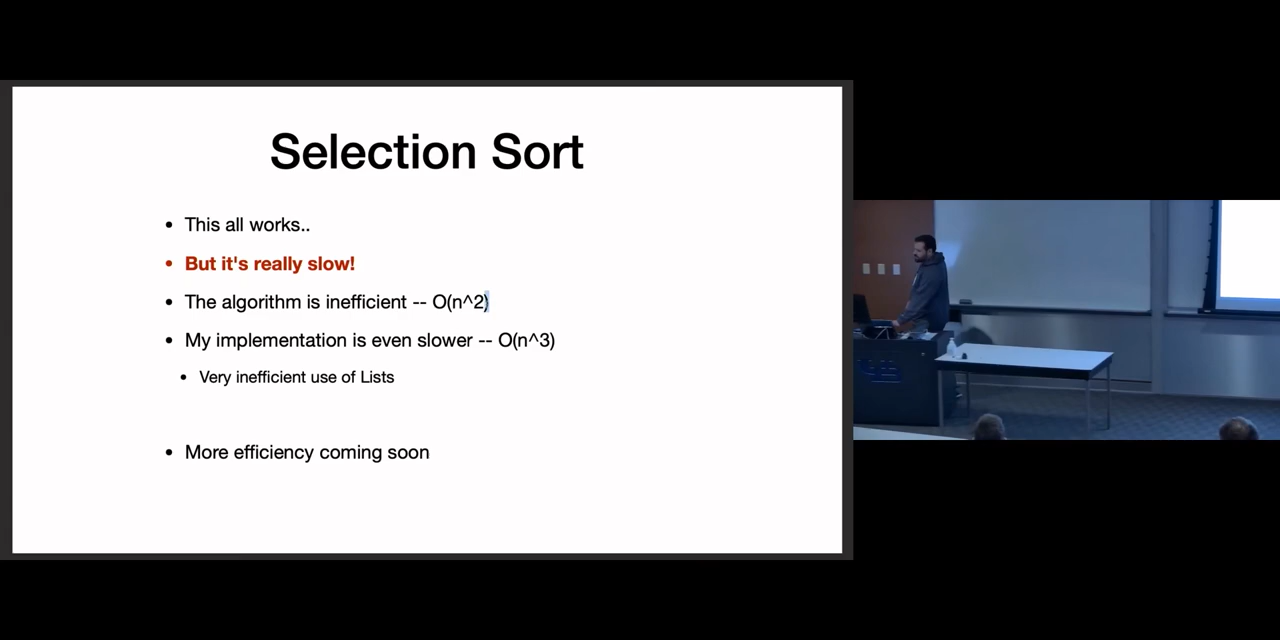 Selection Sort
• This all works..
• But it's really slow!
• The algorithm is inefficient -- O(n^2)
• My implementation is even slower -- O(n^3)
• Very inefficient use of Lists
• More efficiency coming soon